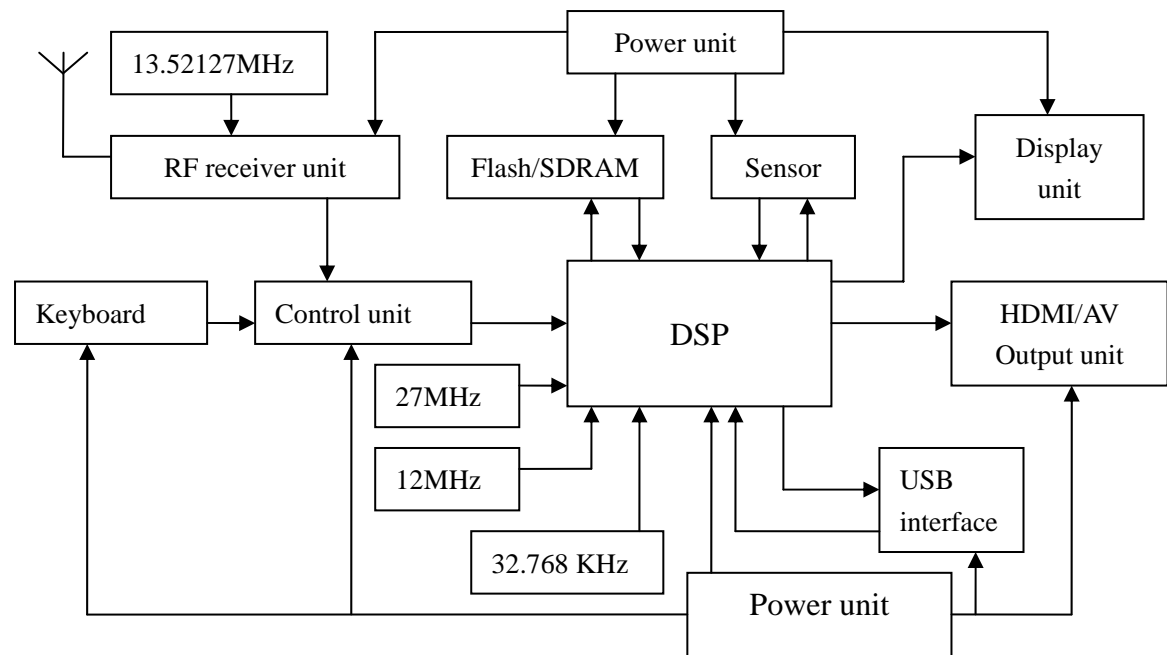 Power unit
13.52127MHz
RF receiver unit
Flash/SDRAM
Sensor
Display
unit
Keyboard
Control unit
DSP
HDMI/AV
Output unit
27MHz
12MHz
USB
interface
32.768 KHz
Power unit